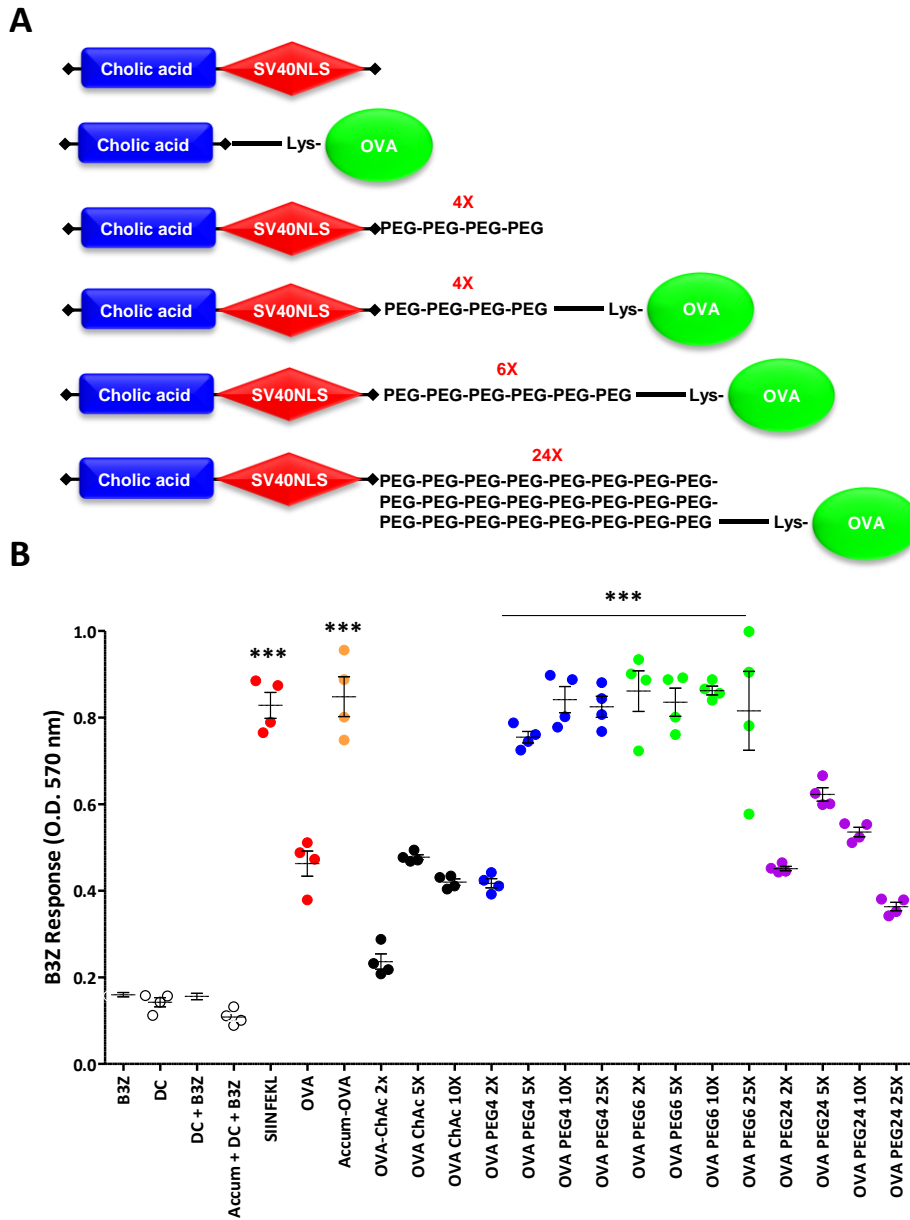 A
Cholic acid SV40NLS
Cholic acid Lys- OVA
4X
Cholic acid SV40NLS PEG-PEG-PEG-PEG
4X
Cholic acid SV40NLS PEG-PEG-PEG-PEG Lys- OVA
6X
Cholic acid SV40NLS PEG-PEG-PEG-PEG-PEG-PEG Lys- OVA
24X
Cholic acid SV40NLS PEG-PEG-PEG-PEG-PEG-PEG-PEG-PEG-
PEG-PEG-PEG-PEG-PEG-PEG-PEG-PEG-
PEG-PEG-PEG-PEG-PEG-PEG-PEG-PEG Lys- OVA
B
B3Z Response (O.D. 570 nm)
1.0
0.8
0.6
0.4
0.2
0.0
***
***
***
B3Z
DC
DC + B3Z
Accum + DC + B3Z
SIINFEKL
OVA
Accum-OVA
OVA-ChAc 2x
OVA ChAc 5X
OVA ChAc 10X
OVA PEG4 2X
OVA PEG4 5X
OVA PEG4 10X
OVA PEG4 25X
OVA PEG6 2X
OVA PEG6 5X
OVA PEG6 10X
OVA PEG6 25X
OVA PEG24 2X
OVA PEG24 5X
OVA PEG24 10X
OVA PEG24 25X